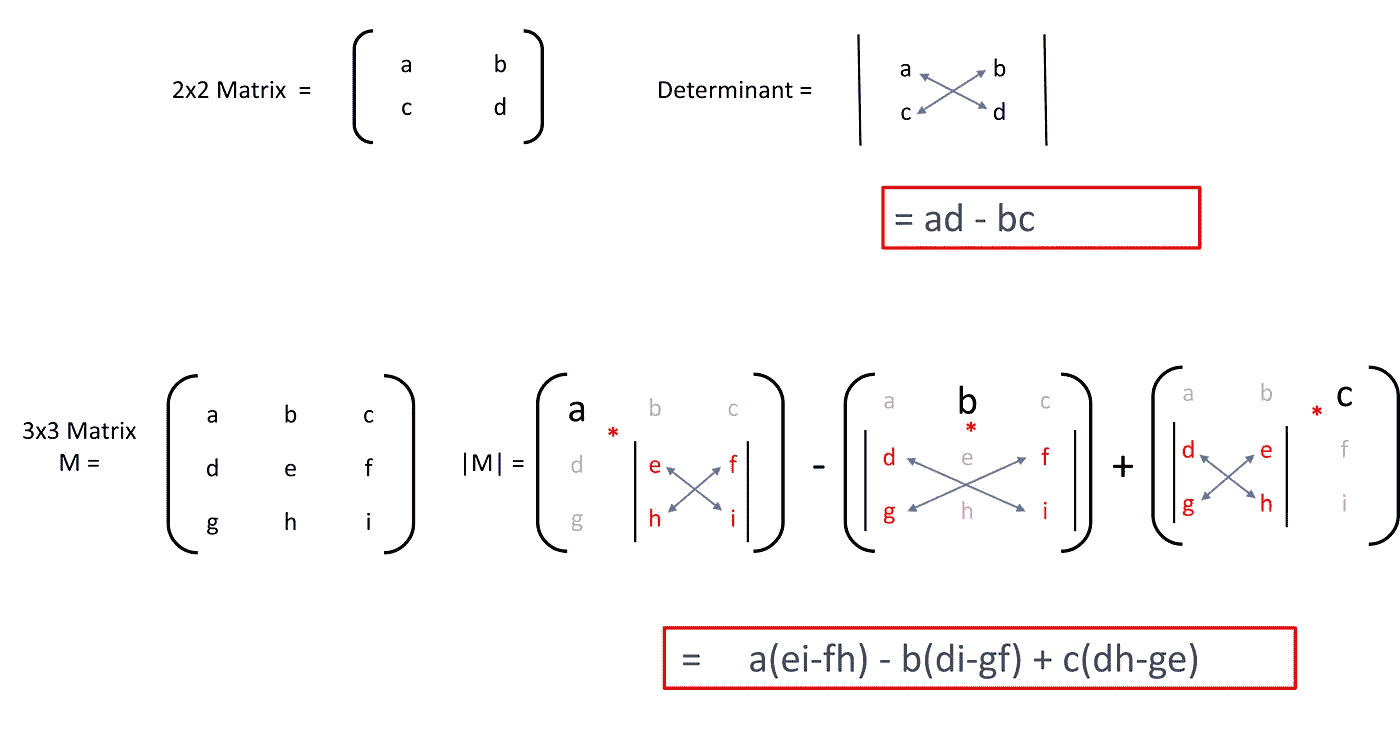 2x2 Matrix = ( a b Determinant = | a b |
c d ) c d
= ad - bc
3x3 Matrix
M =
a b c
d e f
g h i
|M| =
a * b c
d e f
g h i
-
a b c
*
d e f
g h i
+
a b * c
d e f
g h i
= a(ei-fh) - b(di-gf) + c(dh-ge)